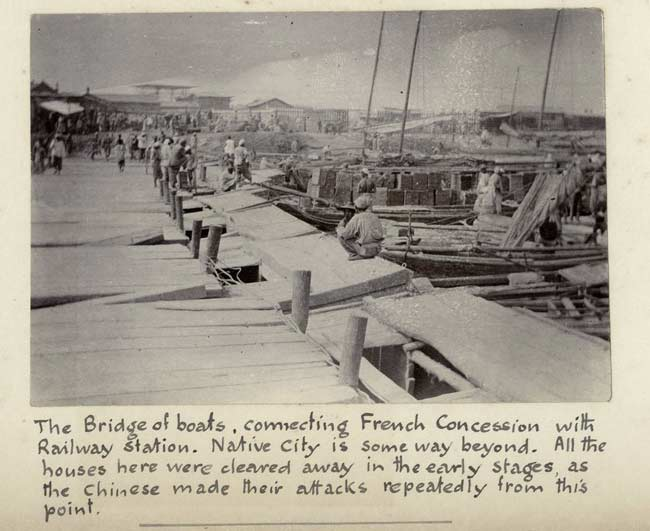 The Bridge of boats, connecting French Concession with
Railway Station. Native City is some way beyond. All the
houses here were cleared away in the early stages, as
the Chinese made their attacks repeatedly from this
point.